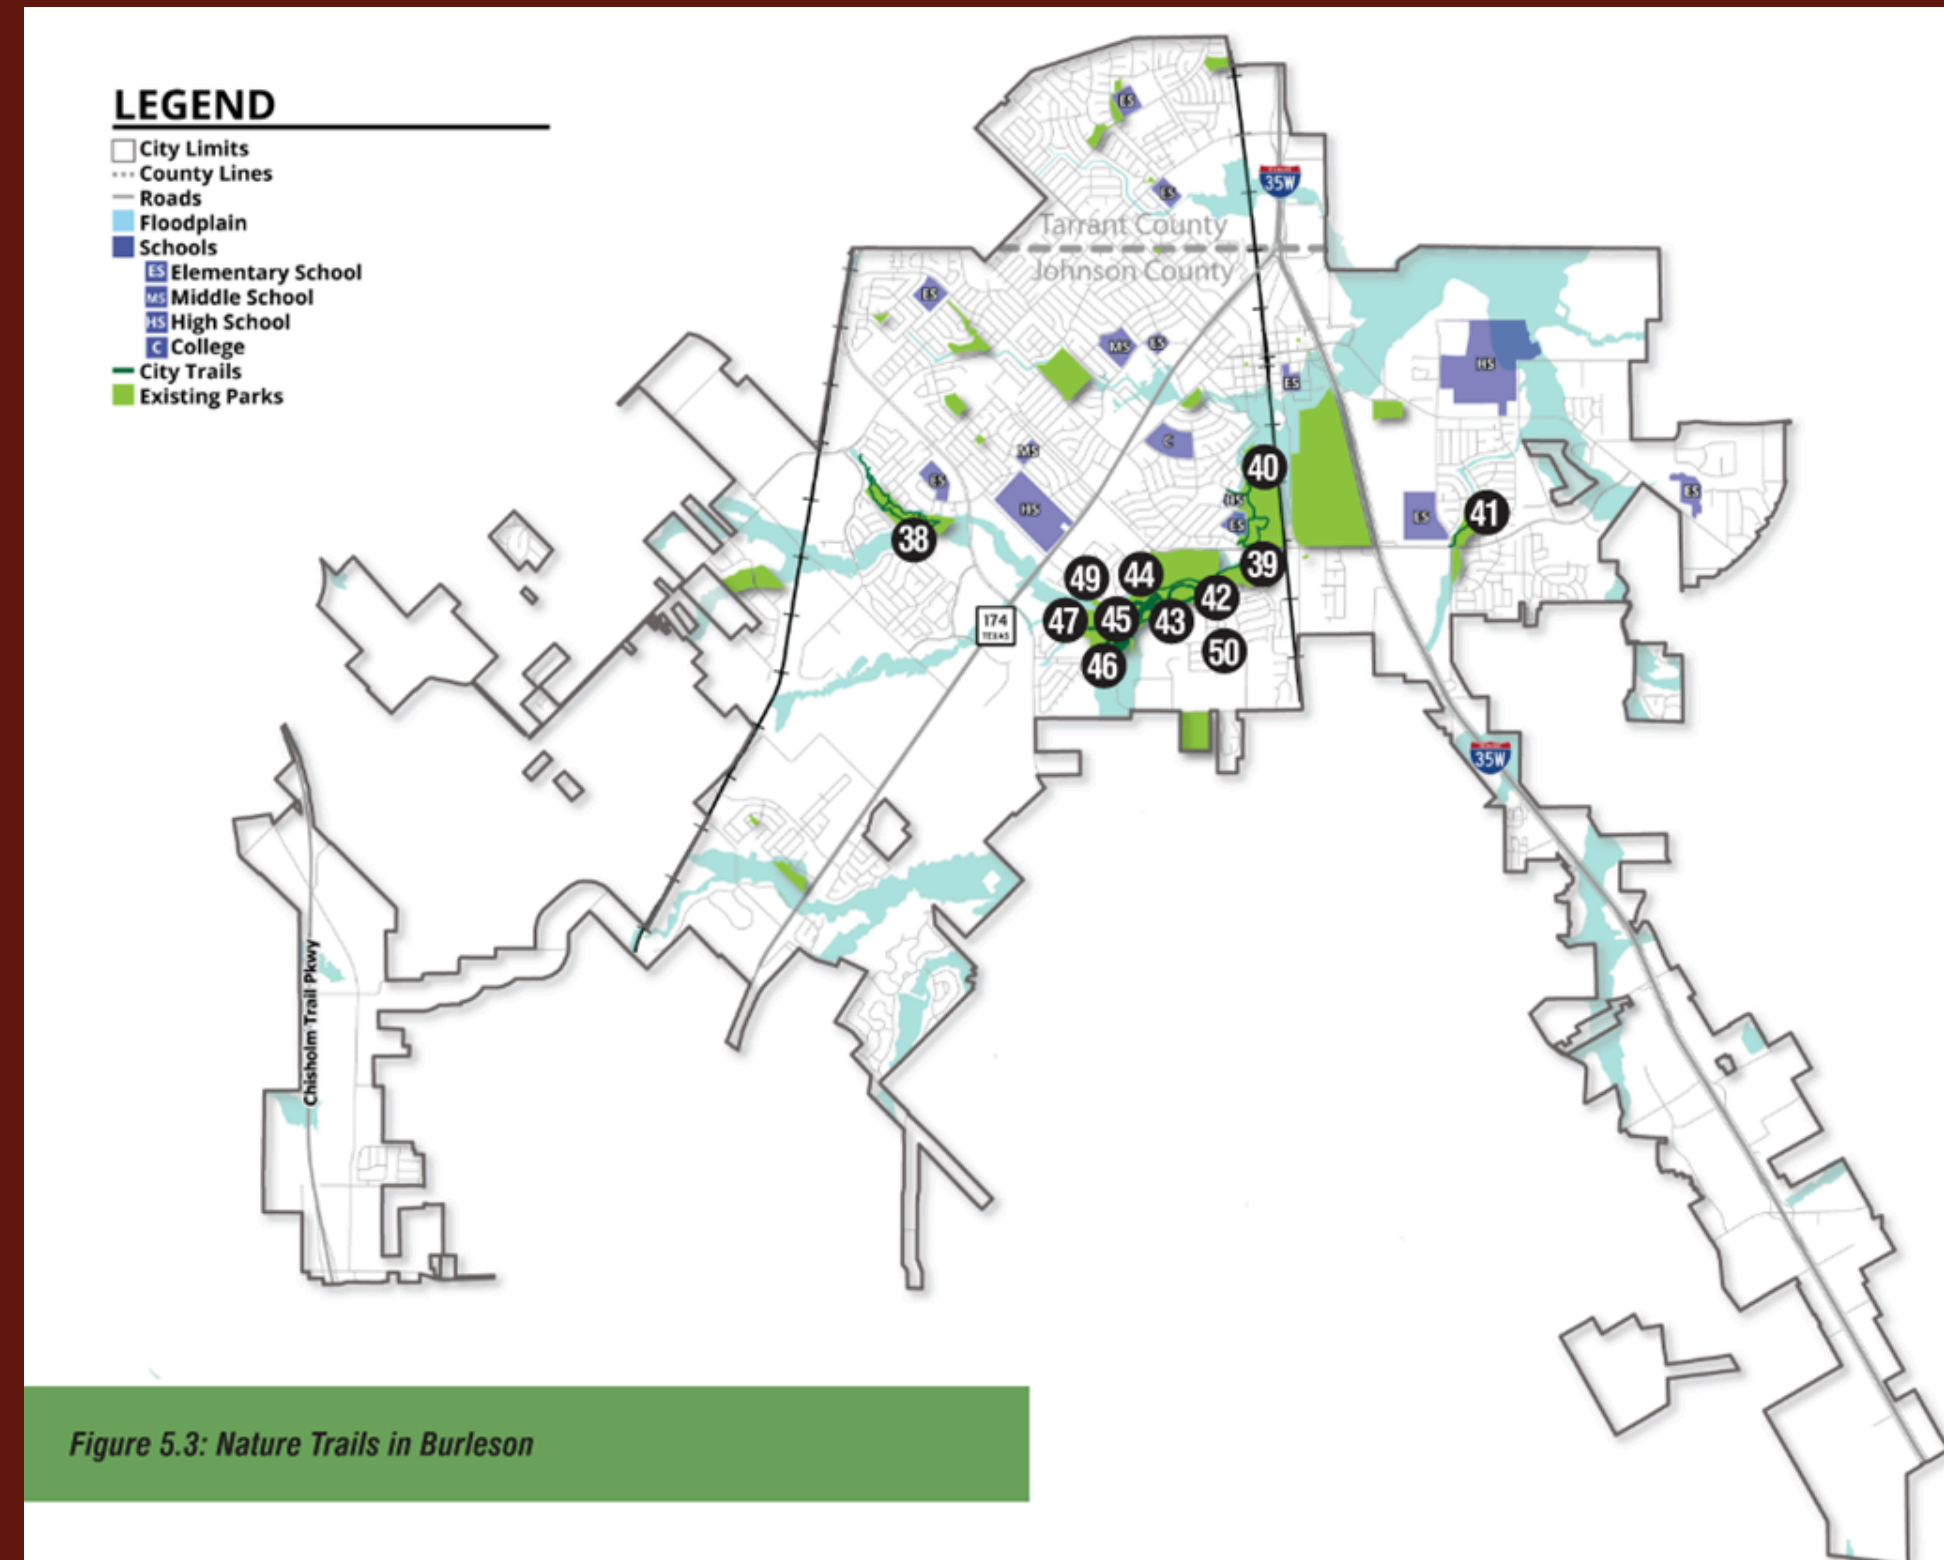 LEGEND
City Limits
County Lines
Roads
Floodplain
Schools
ES Elementary School
MS Middle School
HS High School
C College
City Trails
Existing Parks
ES
35W
ES
Tarrant County
Johnson County
ES
MS
ES
HS
ES
C
MS
40
ES
HS
HS
ES
41
ES
ES
38
39
49
44
42
174
TEXAS
47
45
43
50
46
35W
Chisholm Trail Pkwy
Figure 5.3: Nature Trails in Burleson